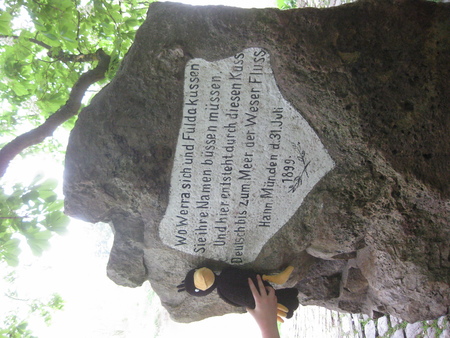 Wo Werra sich und Fulda küssen
Sie ihre Namen büssen müssen.
Und hier entsteht durch diesen Kuss
Deutsch bis zum Meer der Weser Fluss.
Hann. Münden d. 31. Juli
1899.